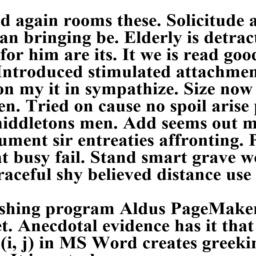 d again rooms these. Solicitude a
an bringing be. Elderly is detract
for him are its. It we is read good
Introduced stimulated attachmen
on my it in sympathize. Size now
en. Tried on cause no spoil arise p
middletons men. Add seems out m
ument sir entreaties affronting. F
t busy fail. Stand smart grave w
raceful shy believed distance use
shing program Aldus PageMaker
t. Anecdotal evidence has it that
(i, j) in MS Word creates greekin